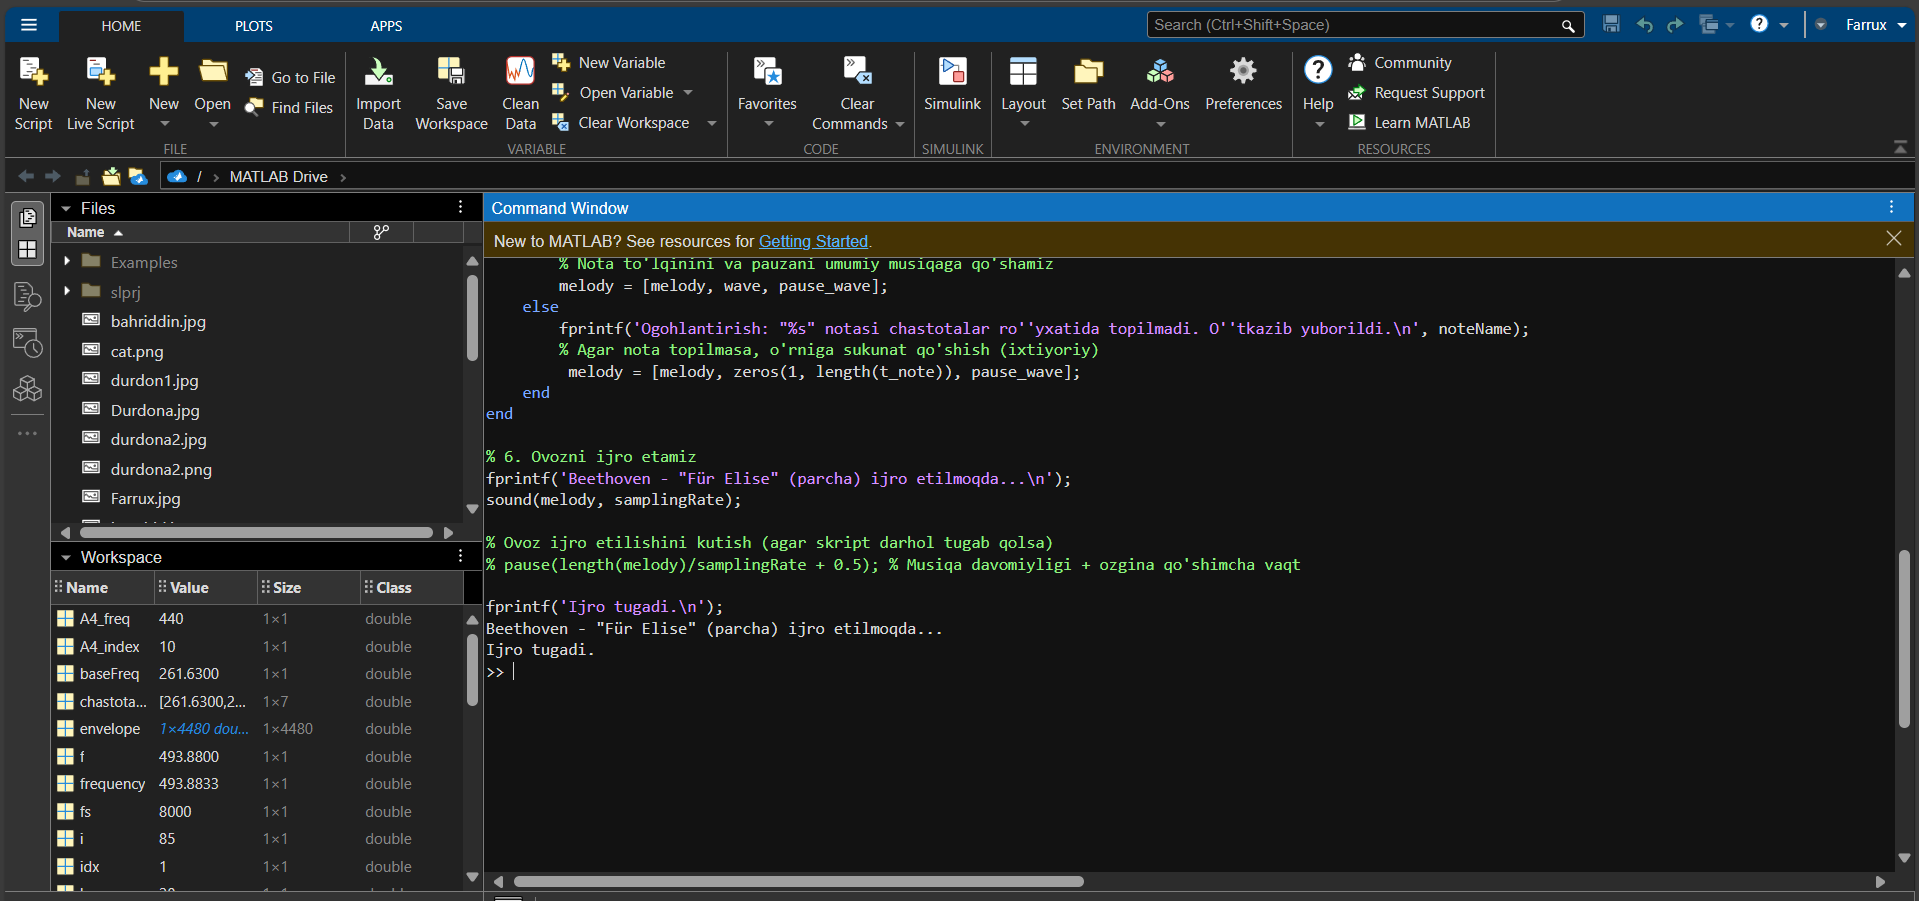 HOME PLOTS APPS Search (Ctrl+Shift+Space) Farrux
New Script
New Live Script
New
Open
Go to File
Find Files
FILE
Import Data
Save Workspace
Clean Data
New Variable
Open Variable
Clear Workspace
VARIABLE
Favorites
Clear Commands
CODE
Simulink
SIMULINK
Layout
Set Path
Add-Ons
Preferences
ENVIRONMENT
Help
Community
Request Support
Learn MATLAB
RESOURCES
/ > MATLAB Drive >
Files
Name
Examples
slprj
bahriddin.jpg
cat.png
durdon1.jpg
Durdona.jpg
durdona2.jpg
durdona2.png
Farrux.jpg
Workspace
Name Value Size Class
A4_freq 440 1×1 double
A4_index 10 1×1 double
baseFreq 261.6300 1×1 double
chastota... [261.6300,2... 1×7 double
envelope 1×4480 dou... 1×4480 double
f 493.8800 1×1 double
frequency 493.8833 1×1 double
fs 8000 1×1 double
i 85 1×1 double
idx 1 1×1 double
Command Window
New to MATLAB? See resources for Getting Started.
% Nota to'lqinini va pauzani umumiy musiqaga qo'shamiz
melody = [melody, wave, pause_wave];
else
fprintf('Ogohlantirish: "%s" notasi chastotalar ro''yxatida topilmadi. O''tkazib yuborildi.\n', noteName);
% Agar nota topilmasa, o'rniga sukunat qo'shish (ixtiyoriy)
melody = [melody, zeros(1, length(t_note)), pause_wave];
end
end
% 6. Ovozni ijro etamiz
fprintf('Beethoven - "Für Elise" (parcha) ijro etilmoqda...\n');
sound(melody, samplingRate);
% Ovoz ijro etilishini kutish (agar skript darhol tugab qolsa)
% pause(length(melody)/samplingRate + 0.5); % Musiqa davomiyligi + ozgina qo'shimcha vaqt
fprintf('Ijro tugadi.\n');
Beethoven - "Für Elise" (parcha) ijro etilmoqda...
Ijro tugadi.
>>